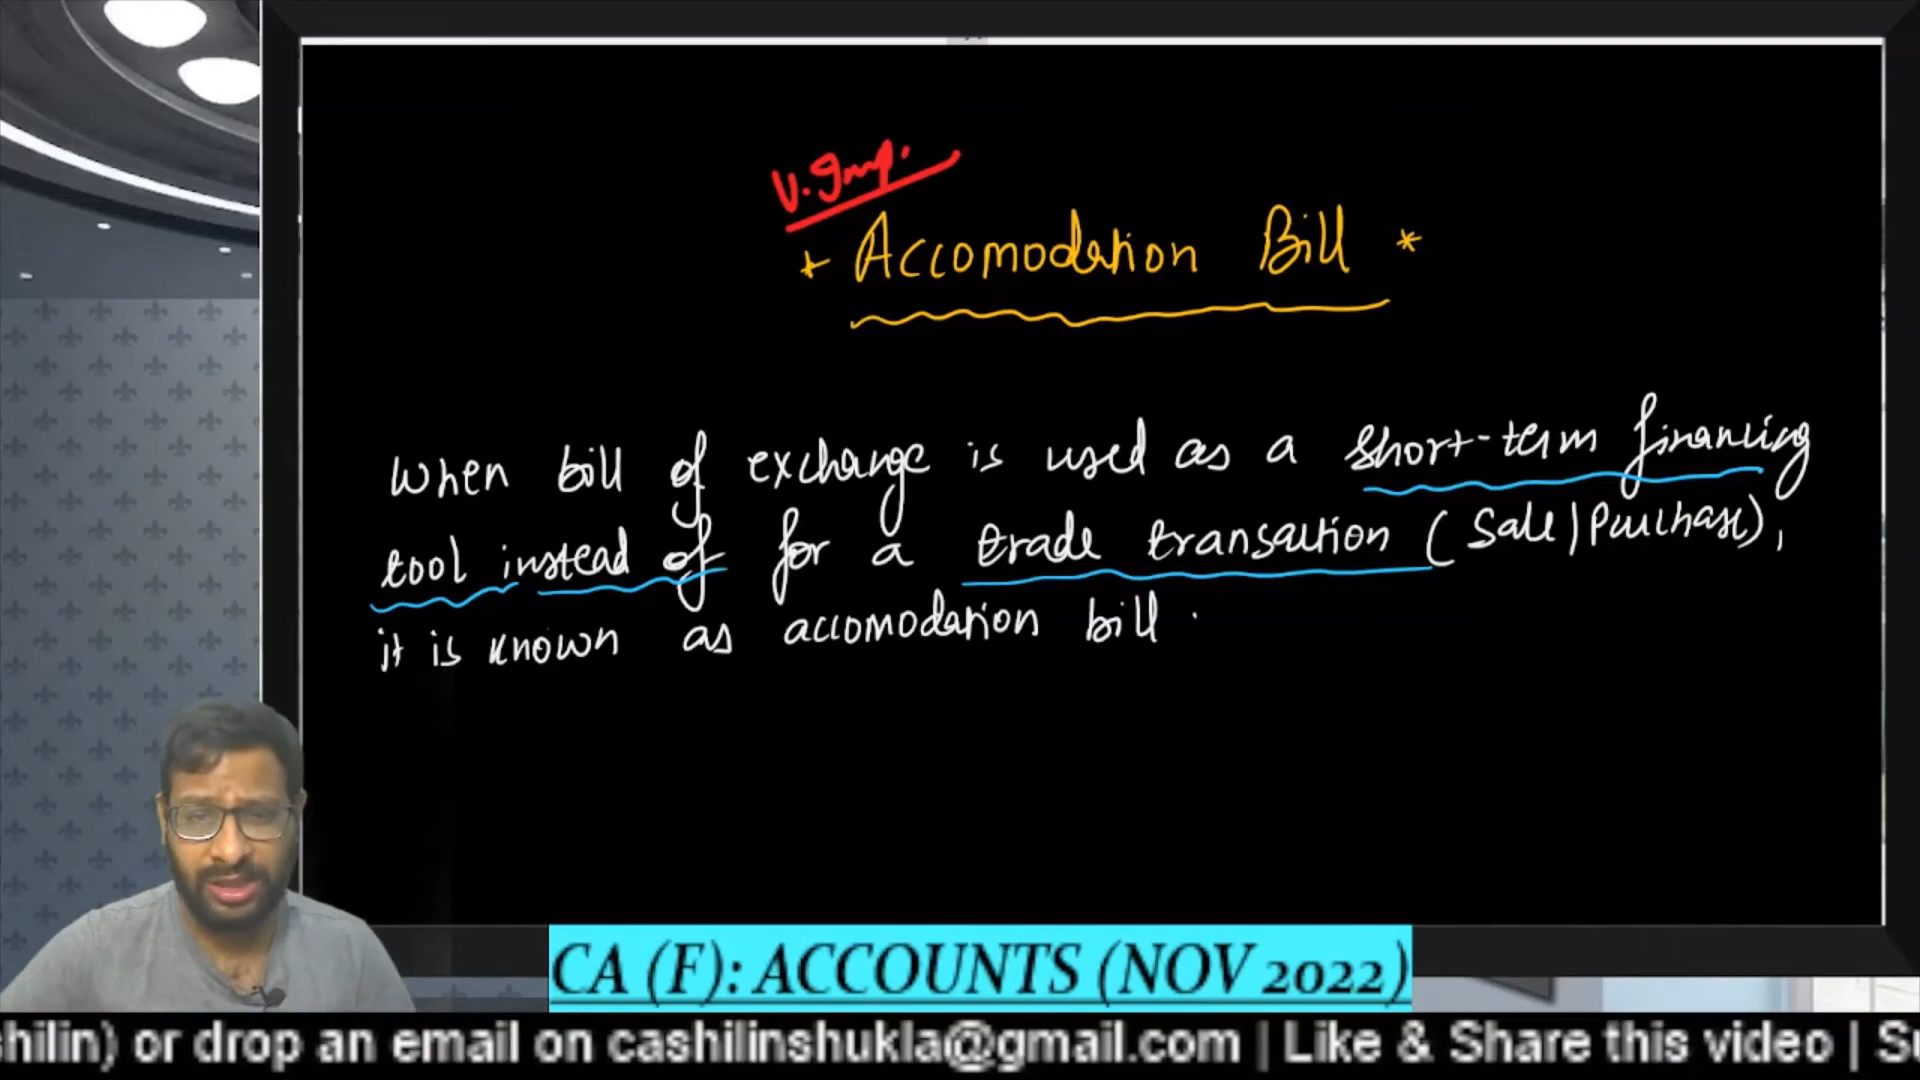 V. Imp.
* Accomodation Bill *
When bill of exchange is used as a short-term financing
tool instead of for a trade transaction (Sale/Purchase),
it is known as accomodation bill.
CA (F): ACCOUNTS (NOV 2022)
shilin) or drop an email on cashilinshukla@gmail.com | Like & Share this video | Su